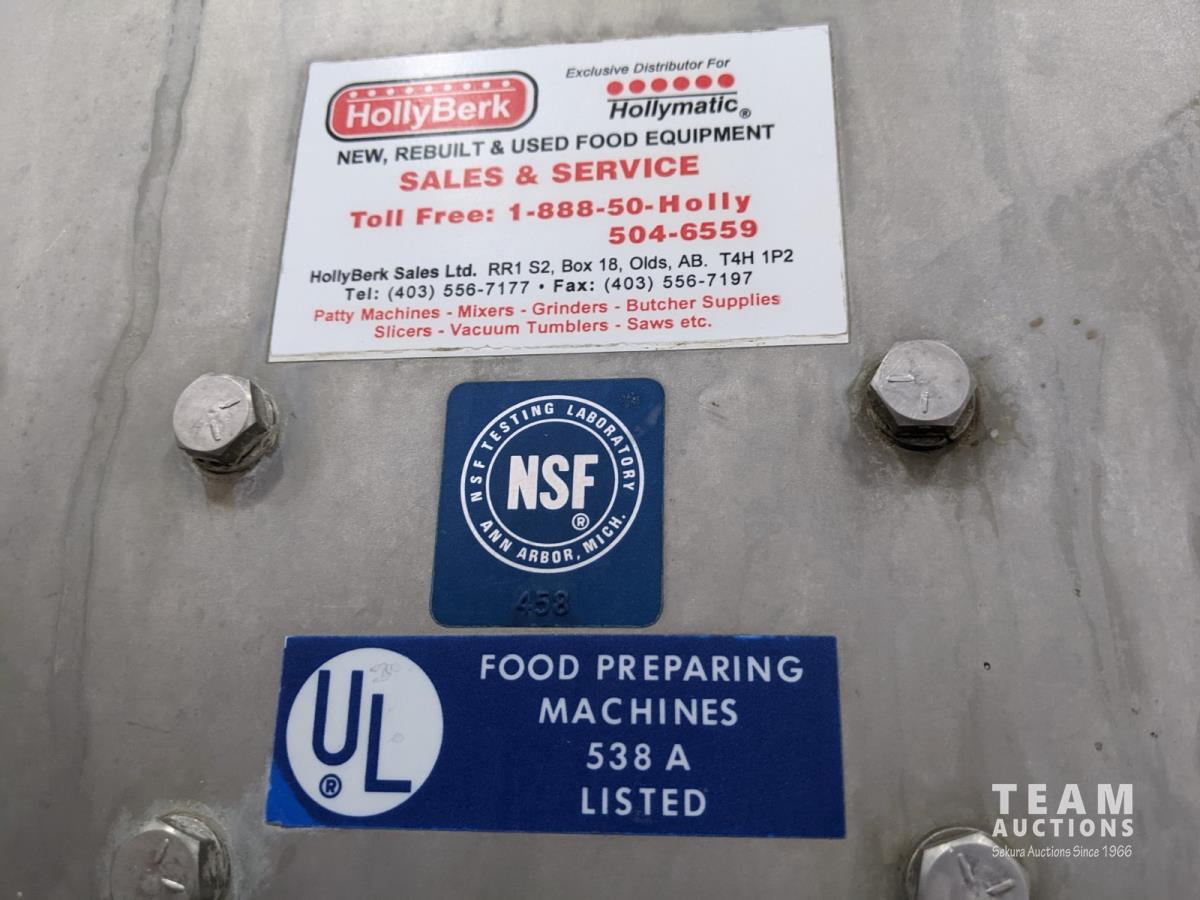 HollyBerk
Exclusive Distributor For
Hollymatic®
NEW, REBUILT & USED FOOD EQUIPMENT
SALES & SERVICE
Toll Free: 1-888-50-Holly
504-6559
HollyBerk Sales Ltd. RR1 S2, Box 18, Olds, AB. T4H 1P2
Tel: (403) 556-7177 • Fax: (403) 556-7197
Patty Machines - Mixers - Grinders - Butcher Supplies
Slicers - Vacuum Tumblers - Saws etc.
NSF TESTING LABORATORY
NSF
®
ANN ARBOR, MICH.
458
UL
®
FOOD PREPARING
MACHINES
538 A
LISTED
TEAM
AUCTIONS
Sekura Auctions Since 1966